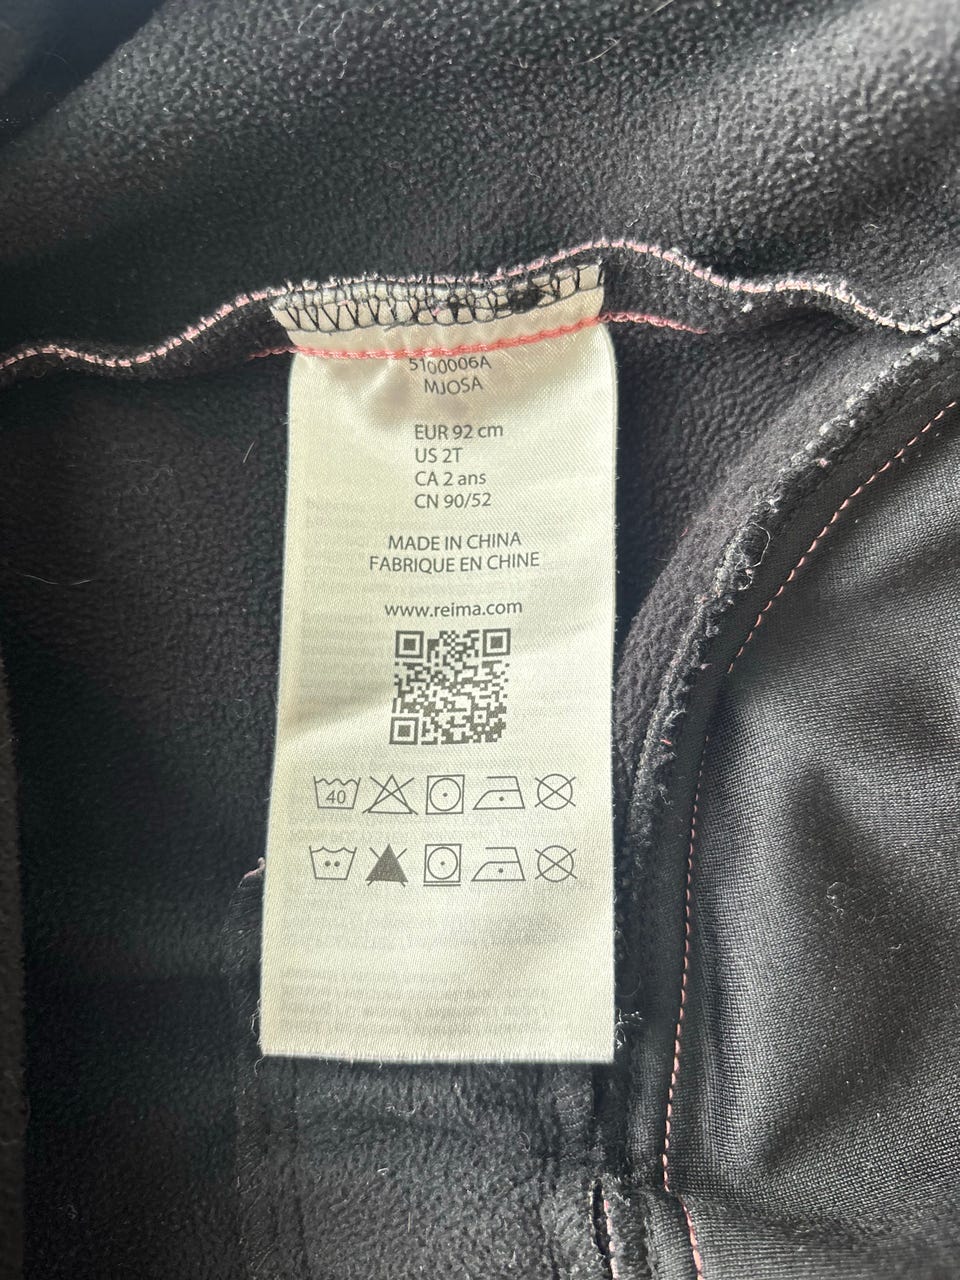 5100006A
MJOSA
EUR 92 cm
US 2T
CA 2 ans
CN 90/52
MADE IN CHINA
FABRIQUE EN CHINE
www.reima.com
40